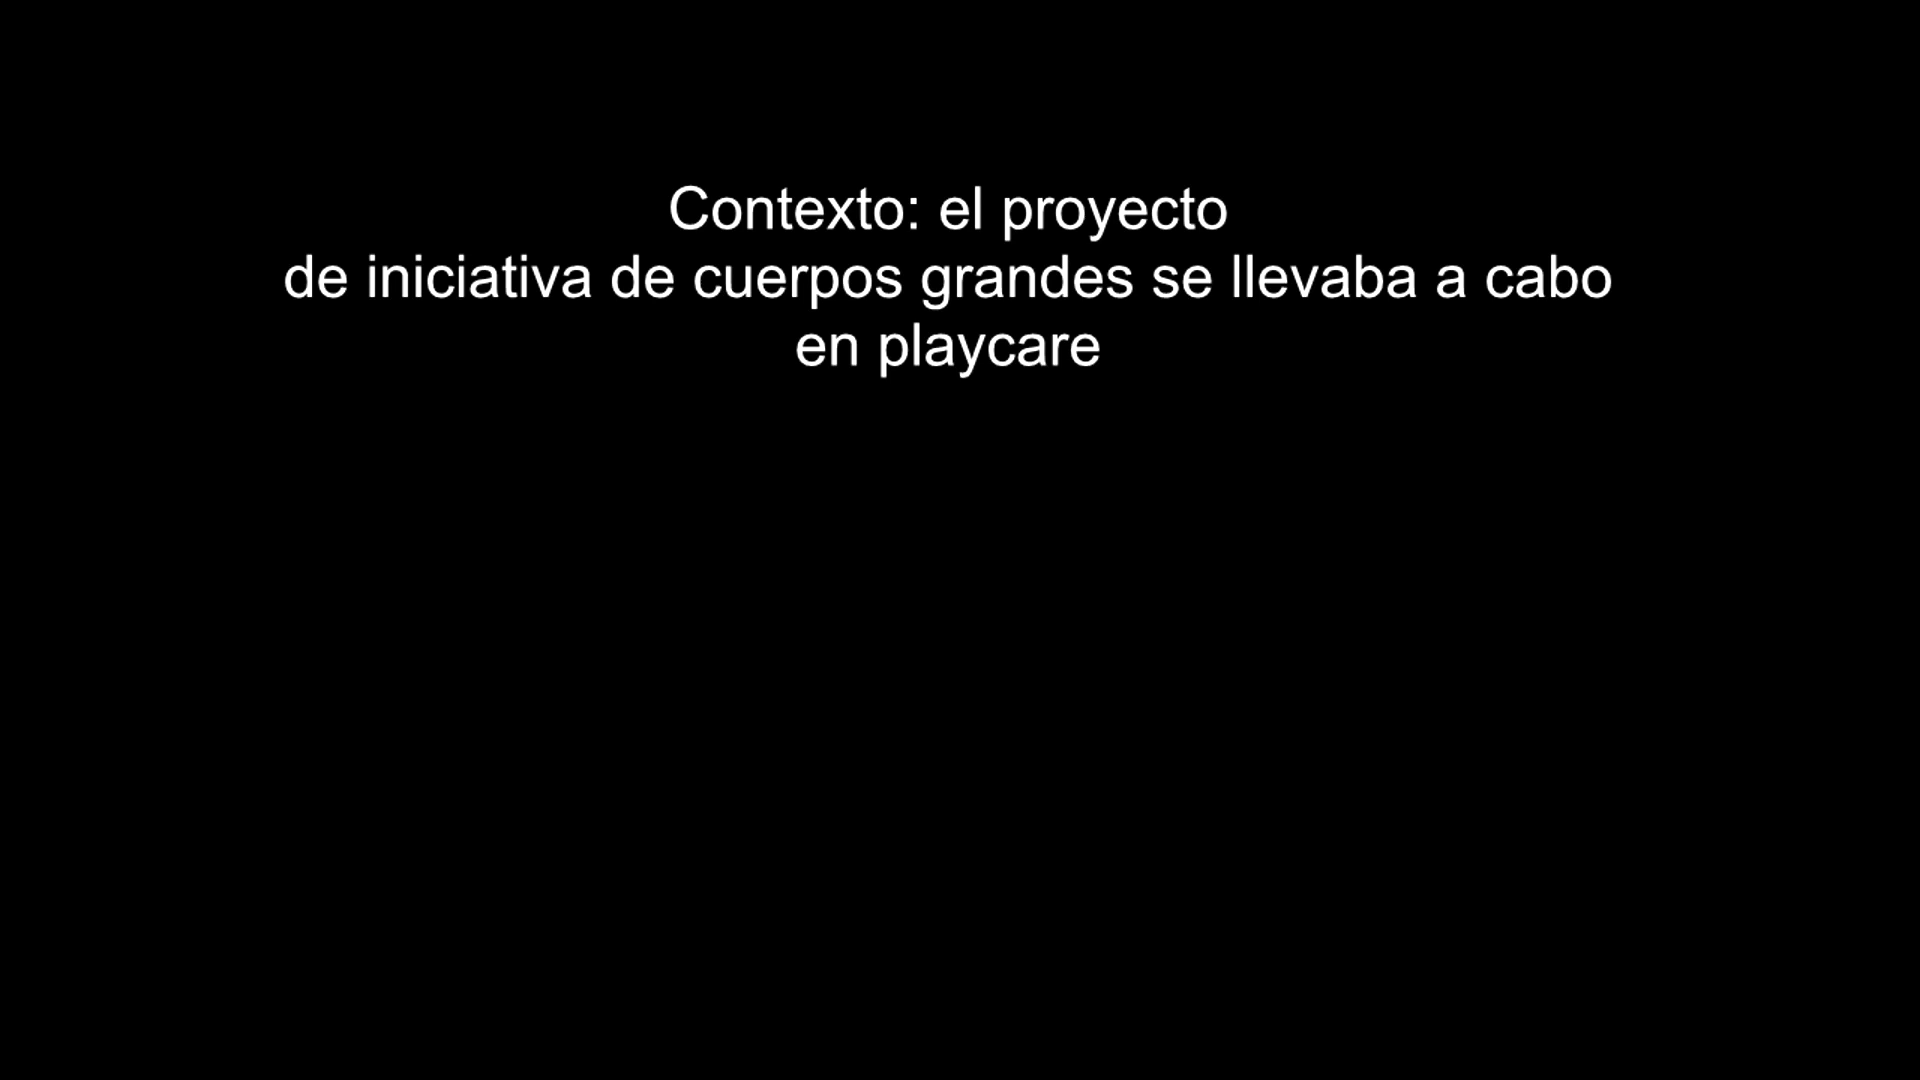 Contexto: el proyecto
de iniciativa de cuerpos grandes se llevaba a cabo
en playcare